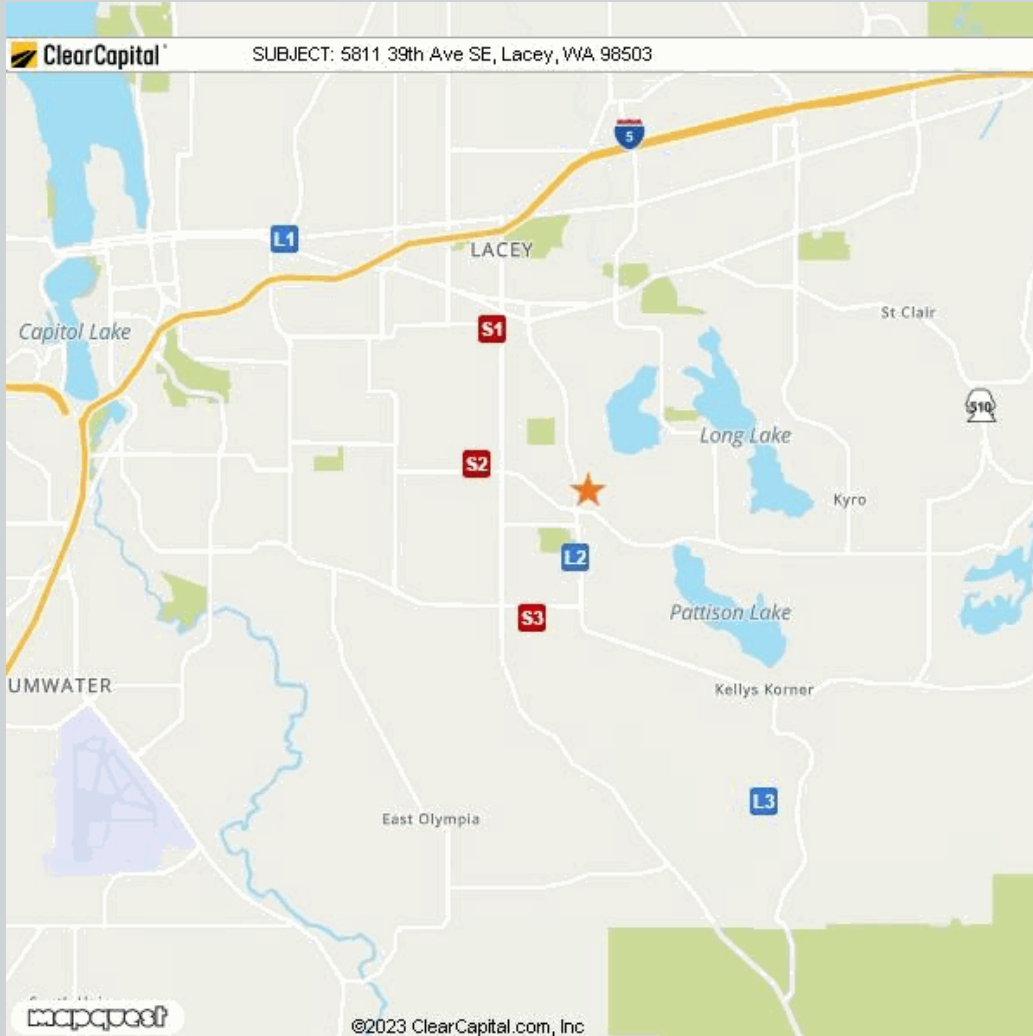 ClearCapital
SUBJECT: 5811 39th Ave SE, Lacey, WA 98503
5
L1
LACEY
St Clair
Capitol Lake
S1
510
Long Lake
S2
Kyro
L2
Pattison Lake
S3
UMWATER
Kellys Korner
L3
East Olympia
mapquest
©2023 ClearCapital.com, Inc